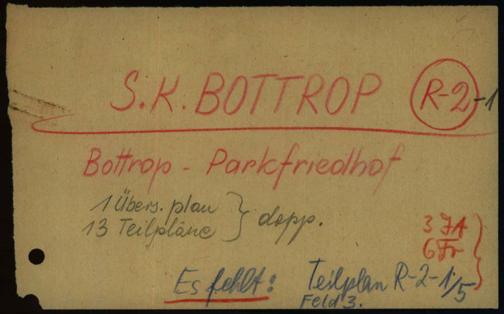 S.K. BOTTROP R-2-1
Bottrop - Parkfriedhof
1 Übers. plan
13 Teilpläne } dopp.
3 JA
6 Fr }
Es fehlt: Teilplan R-2-1/5
Feld 3.